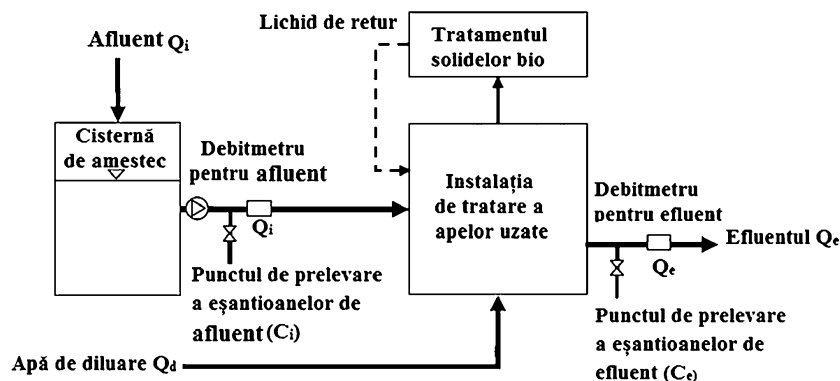 Afluent Qi
Cisternă
de amestec
Debitmetru
pentru afluent
Qi
Punctul de prelevare
a eșantioanelor de
afluent (Ci)
Apă de diluare Qd
Lichid de retur
Tratamentul
solidelor bio
Instalația
de tratare a
apelor uzate
Debitmetru
pentru efluent
Qe
Efluentul Qe
Punctul de prelevare
a eșantioanelor de
efluent (Ce)